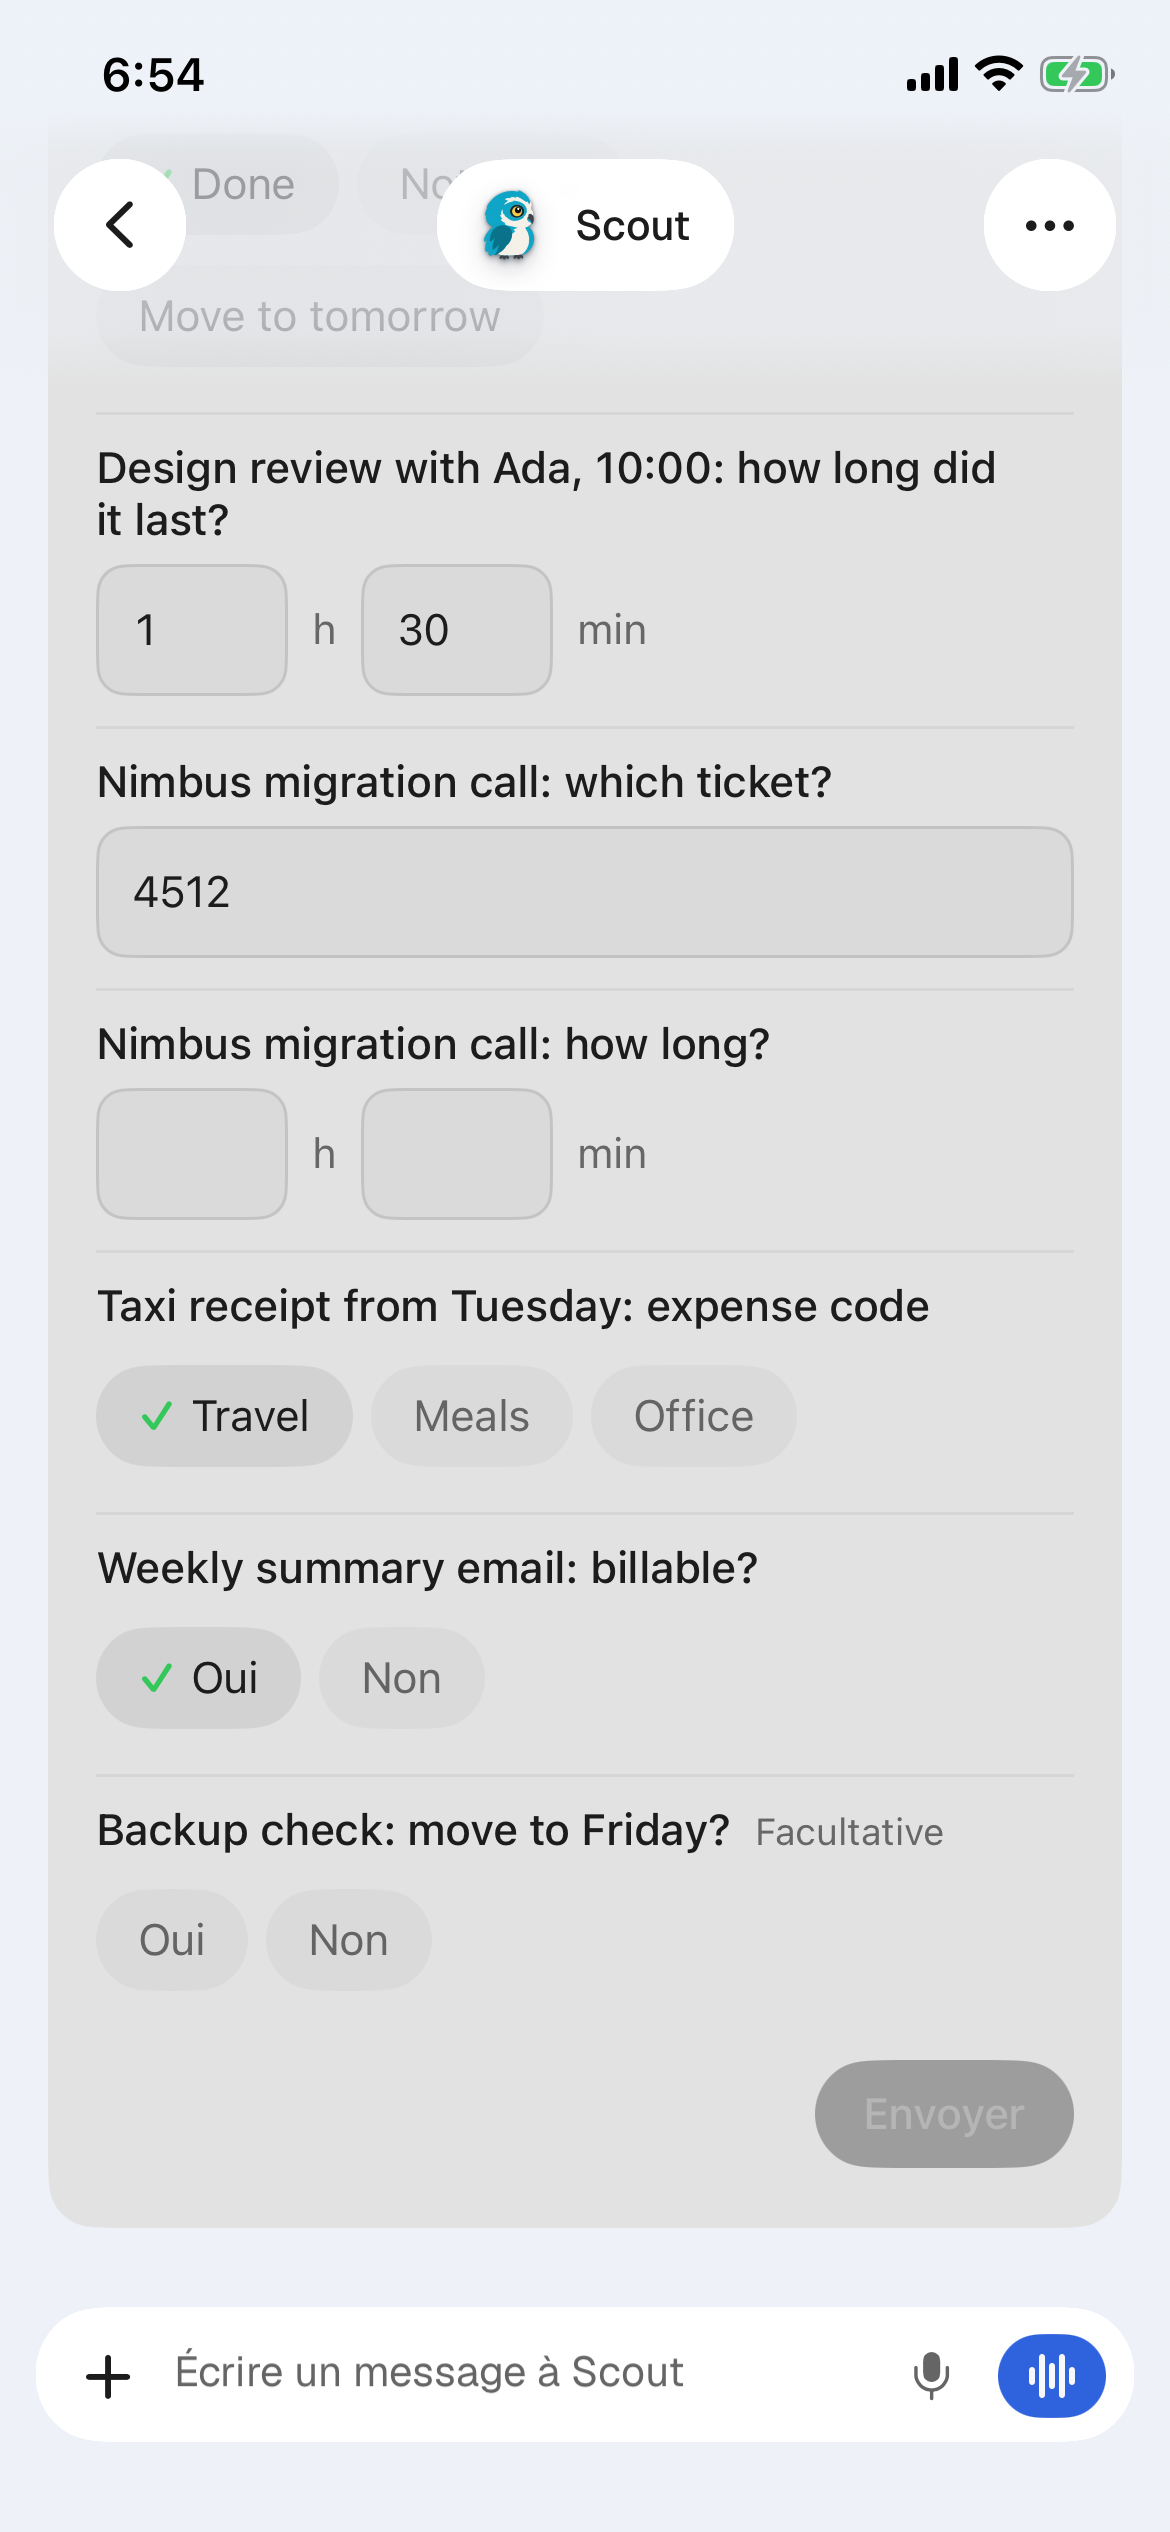 6:54
Done
Scout
Move to tomorrow
Design review with Ada, 10:00: how long did
it last?
1 h 30 min
Nimbus migration call: which ticket?
4512
Nimbus migration call: how long?
h min
Taxi receipt from Tuesday: expense code
Travel Meals Office
Weekly summary email: billable?
Oui Non
Backup check: move to Friday? Facultative
Oui Non
Envoyer
Écrire un message à Scout